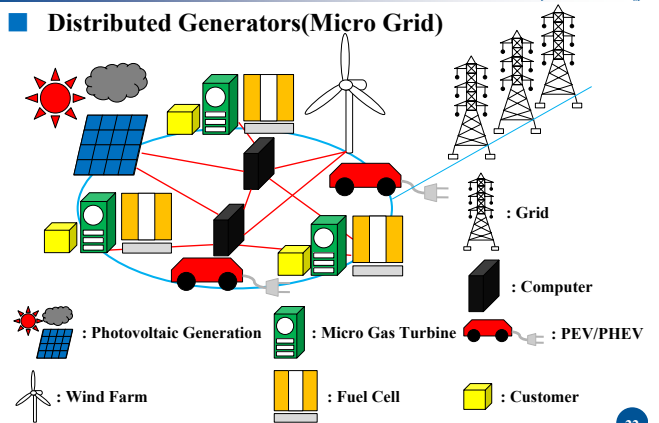 Distributed Generators(Micro Grid)
: Grid
: Computer
: Photovoltaic Generation
: Micro Gas Turbine
: PEV/PHEV
: Wind Farm
: Fuel Cell
: Customer